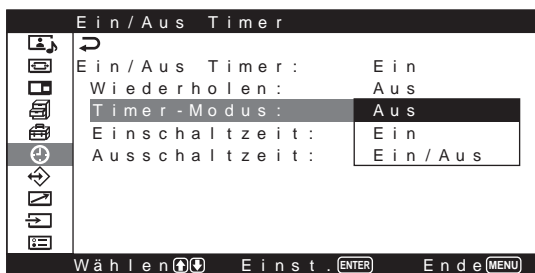 Ein/Aus Timer
Ein/Aus Timer: Ein
Wiederholen: Aus
Timer-Modus: Aus
Einschaltzeit: Ein
Ausschaltzeit: Ein/Aus
Wählen Einst. ENTER Ende MENU